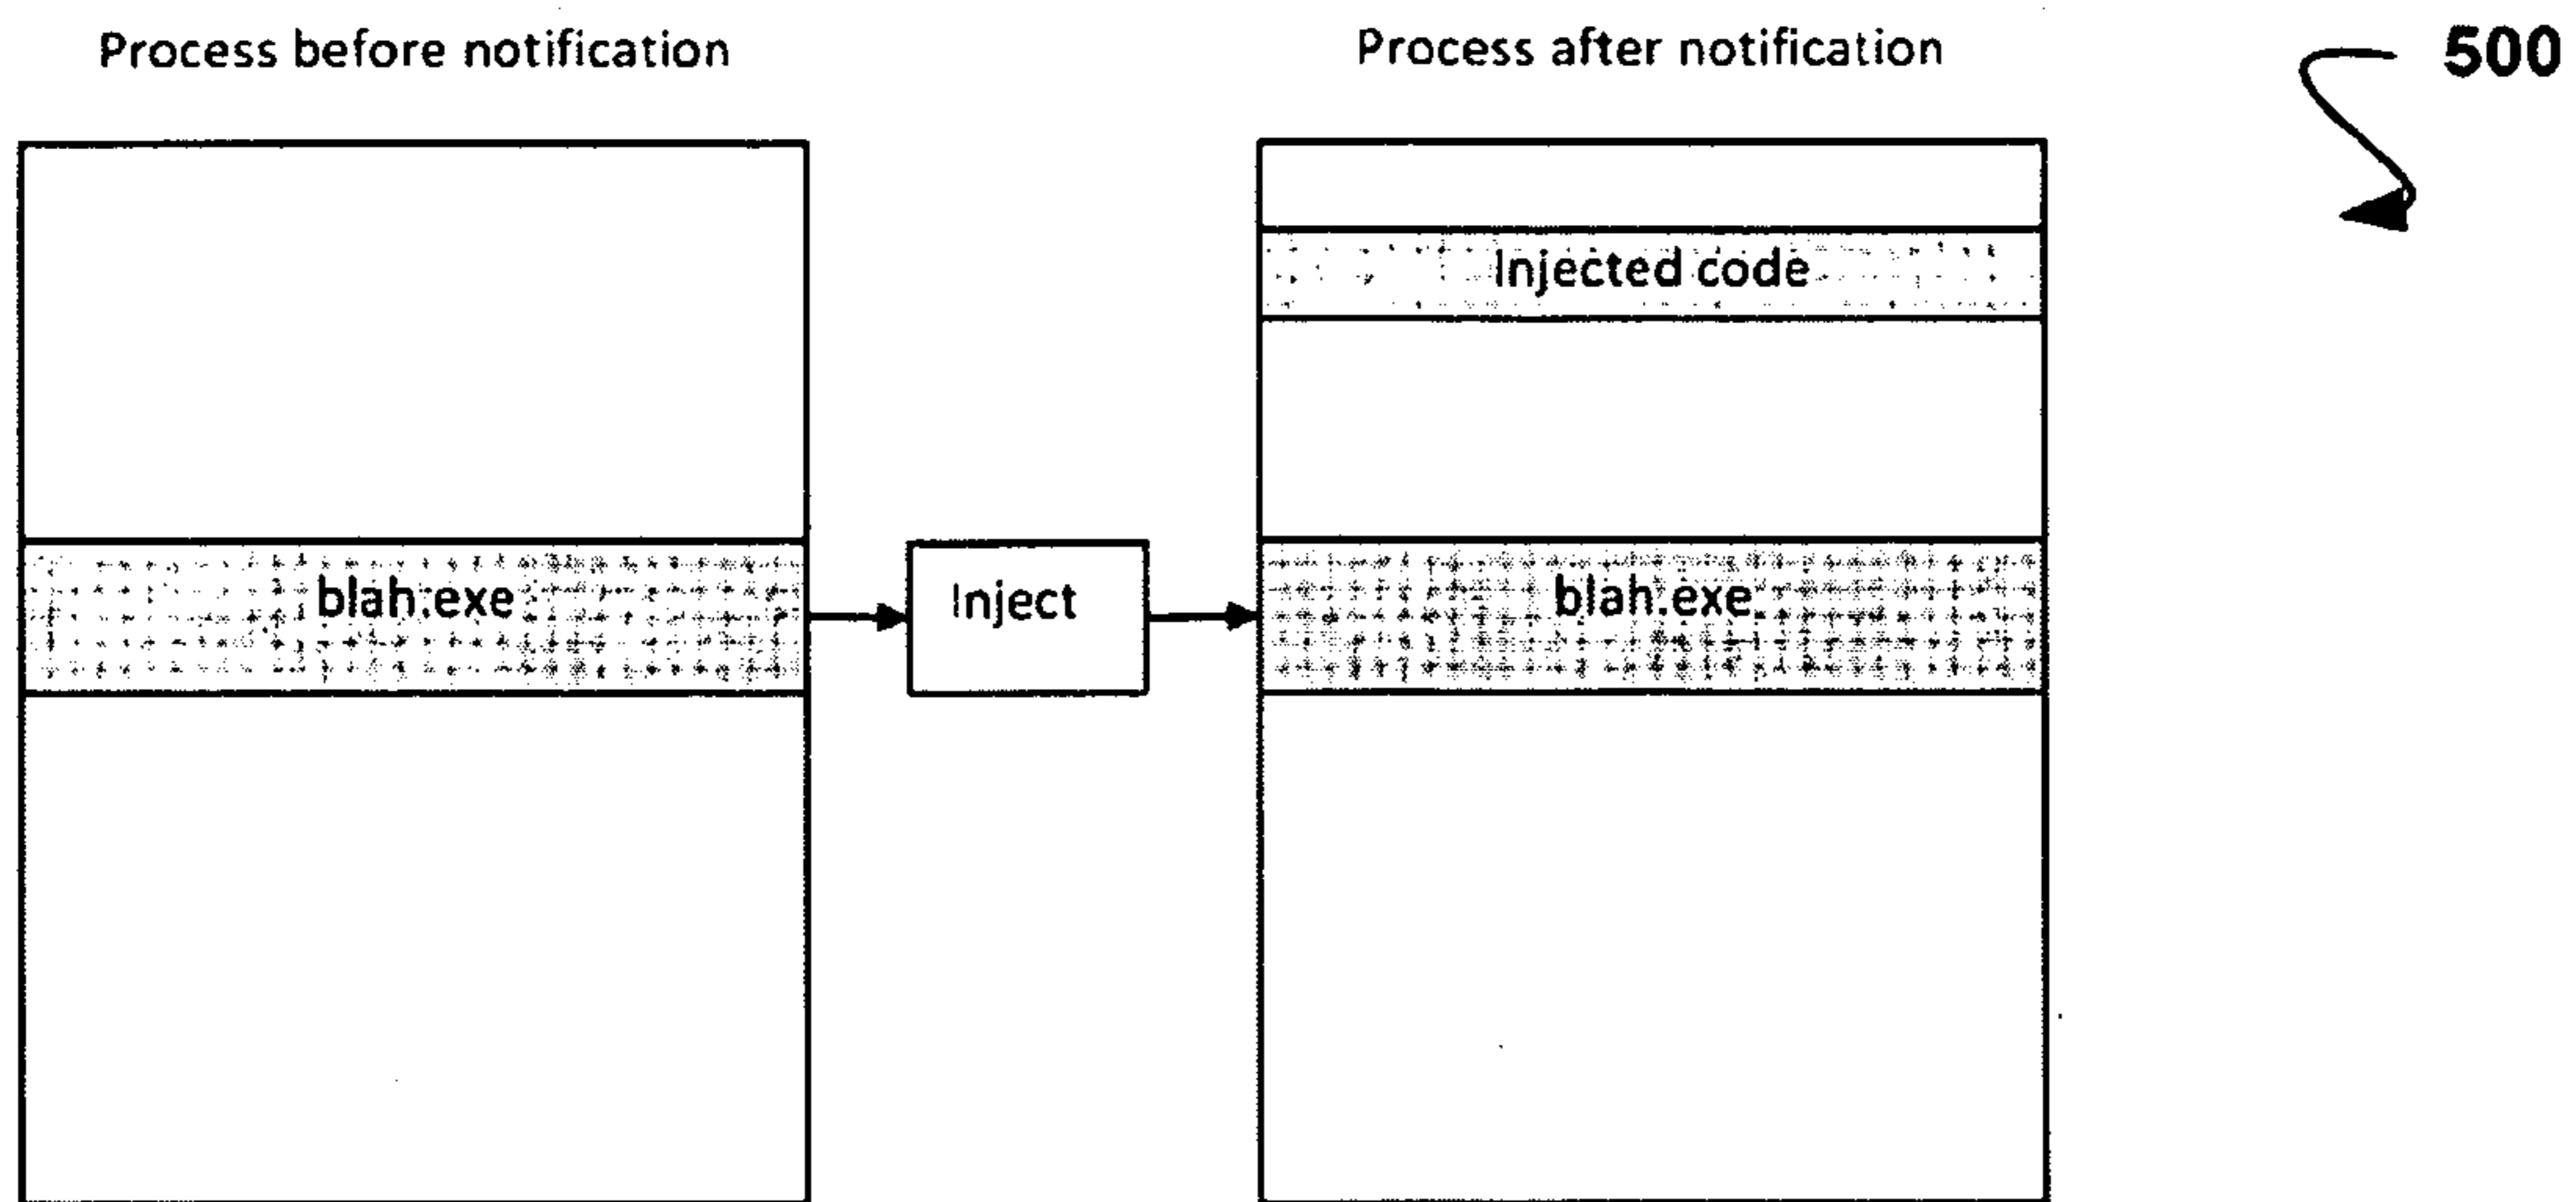 Process before notification
Process after notification
500
Injected code
blah.exe
Inject
blah.exe